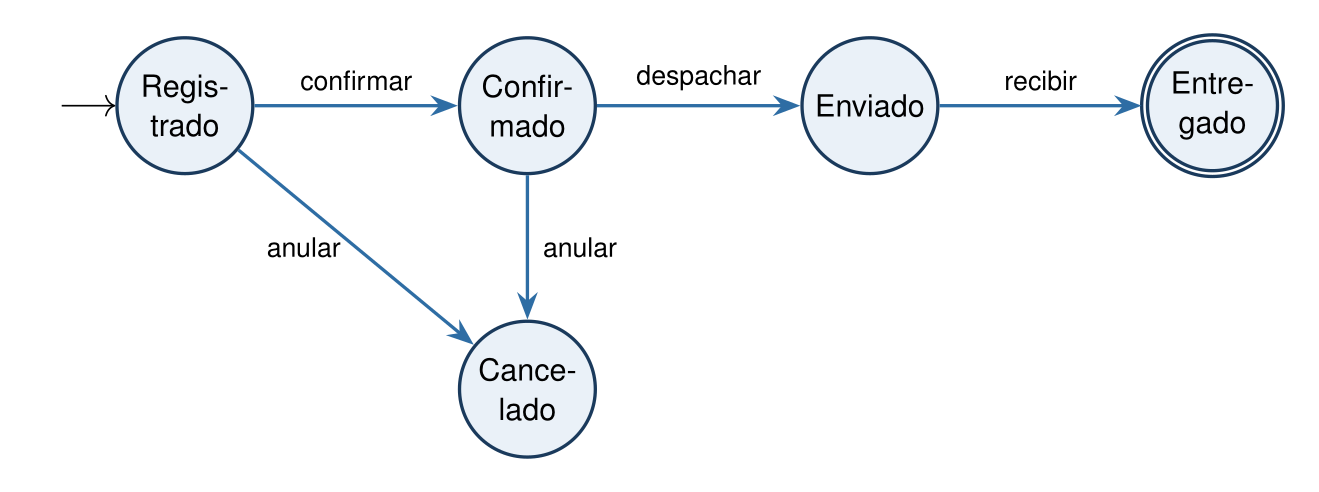 Regis-
trado
confirmar
Confir-
mado
despachar
Enviado
recibir
Entre-
gado
anular
anular
Cance-
lado